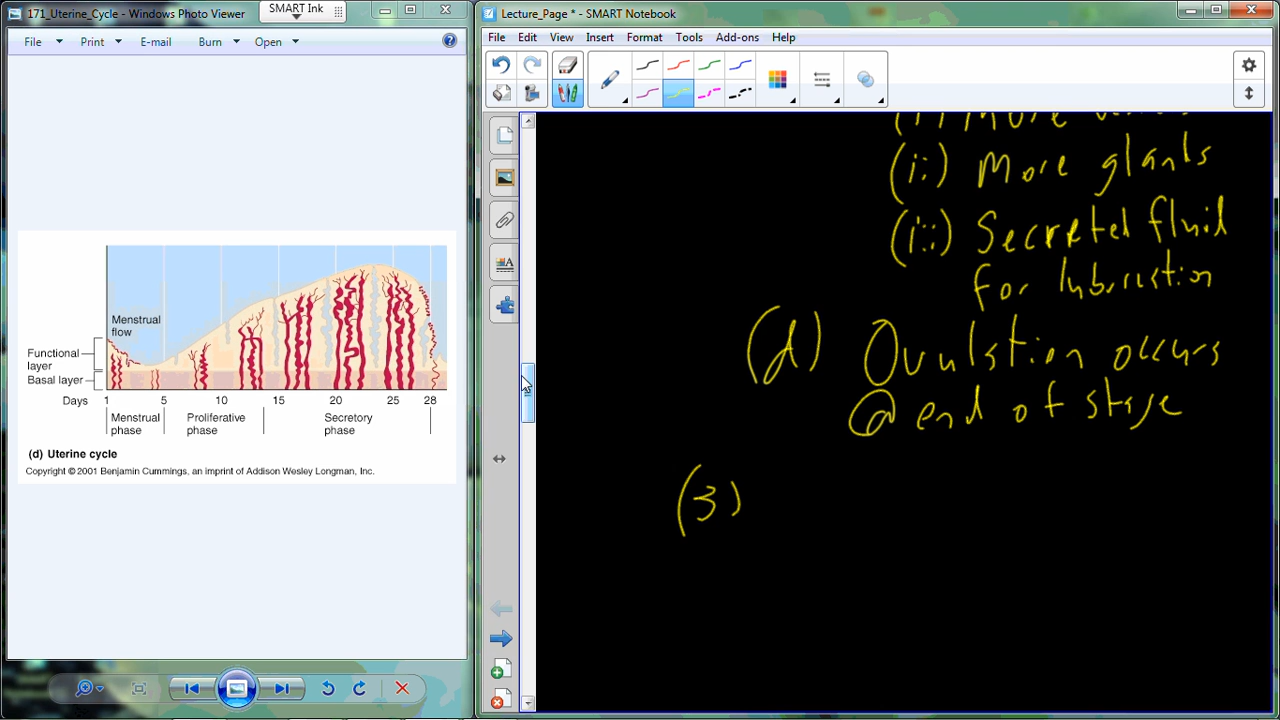 171_Uterine_Cycle - Windows Photo Viewer
SMART Ink
File Print E-mail Burn Open
Menstrual
flow
Functional
layer
Basal layer
Days 1 5 10 15 20 25 28
Menstrual
phase
Proliferative
phase
Secretory
phase
(d) Uterine cycle
Copyright © 2001 Benjamin Cummings, an imprint of Addison Wesley Longman, Inc.
Lecture_Page * - SMART Notebook
File Edit View Insert Format Tools Add-ons Help
(i) More
(ii) More glands
(iii) Secreted fluid
for lubrication
(d) Ovulation occurs
@ end of stage
(3)